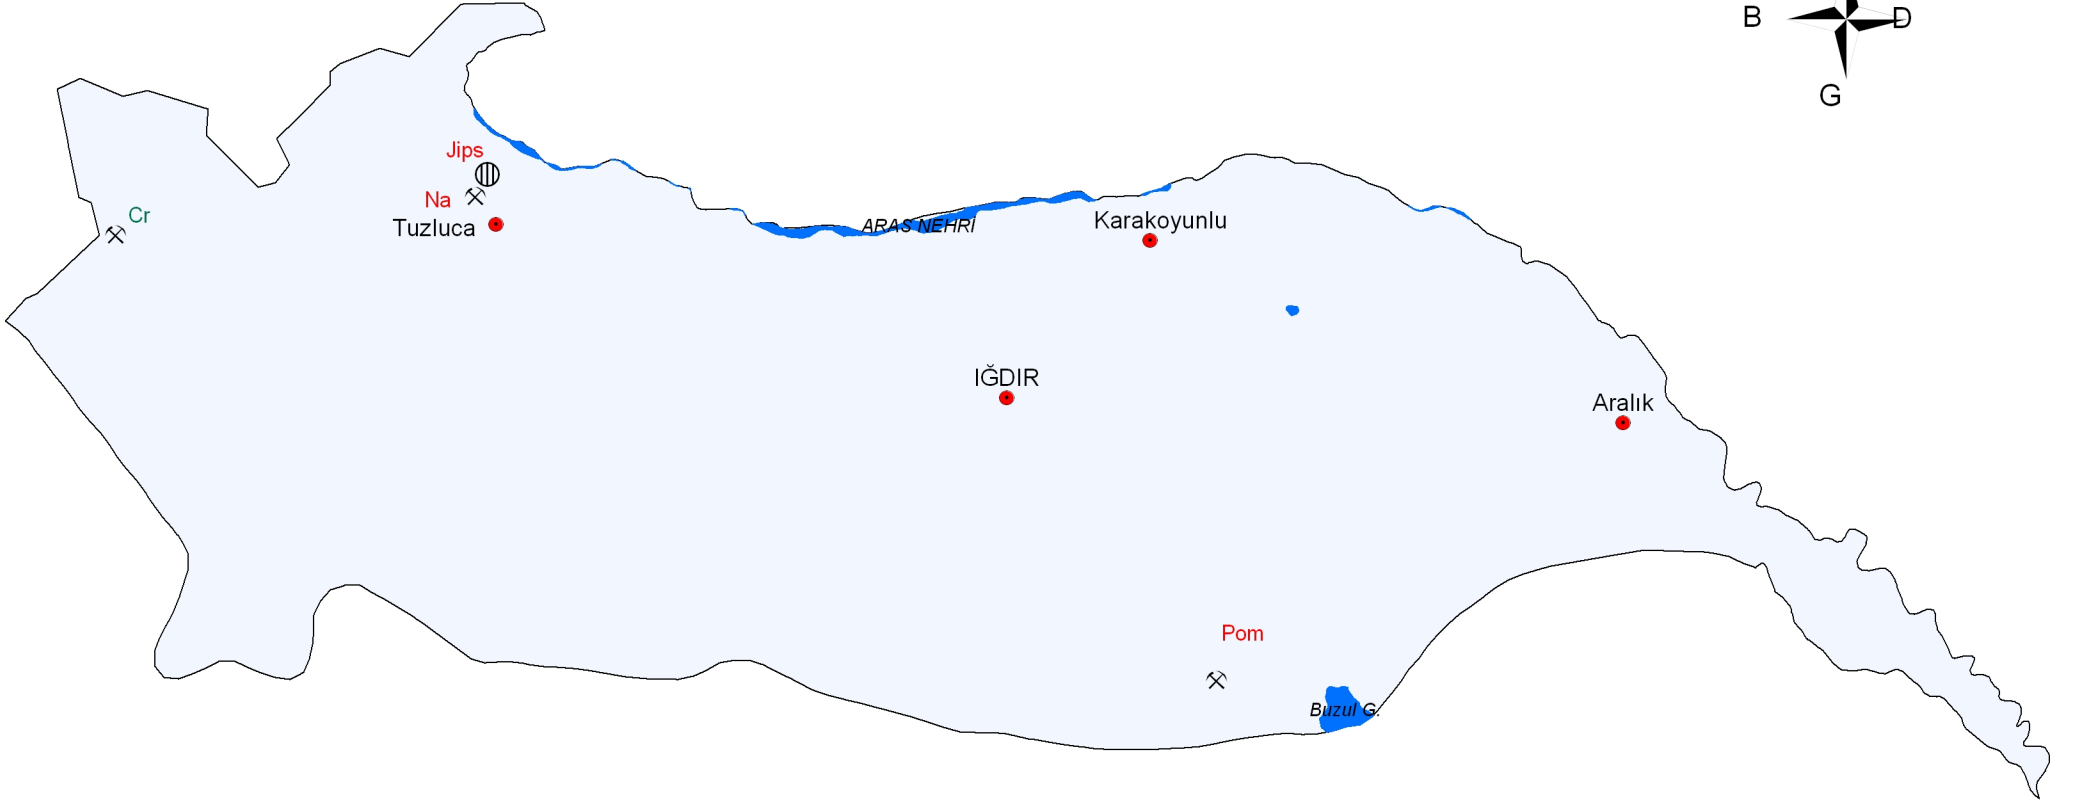 B
D
G
Jips
Na
Cr
Tuzluca
ARAS NEHRİ
Karakoyunlu
IĞDIR
Aralık
Pom
Buzul G.